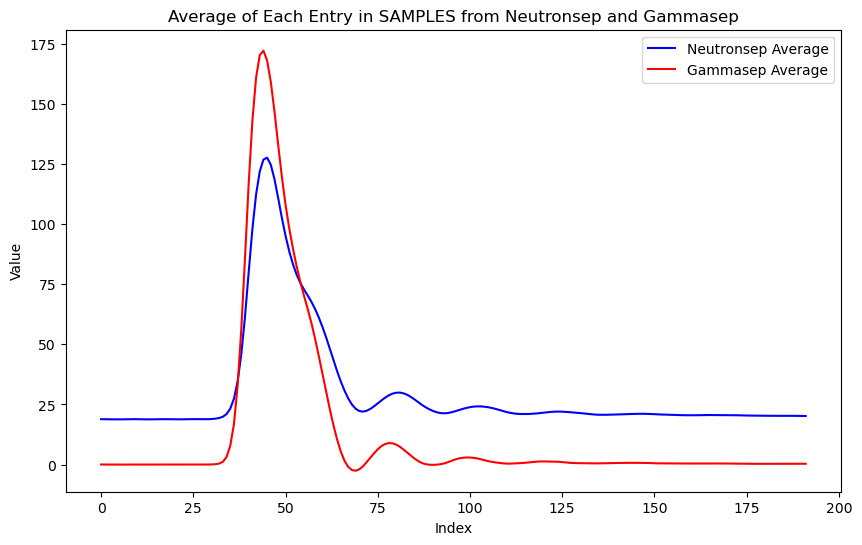 Average of Each Entry in SAMPLES from Neutronsep and Gammasep
Neutronsep Average
Gammasep Average
175
150
125
100
75
50
25
0
Value
0 25 50 75 100 125 150 175 200
Index